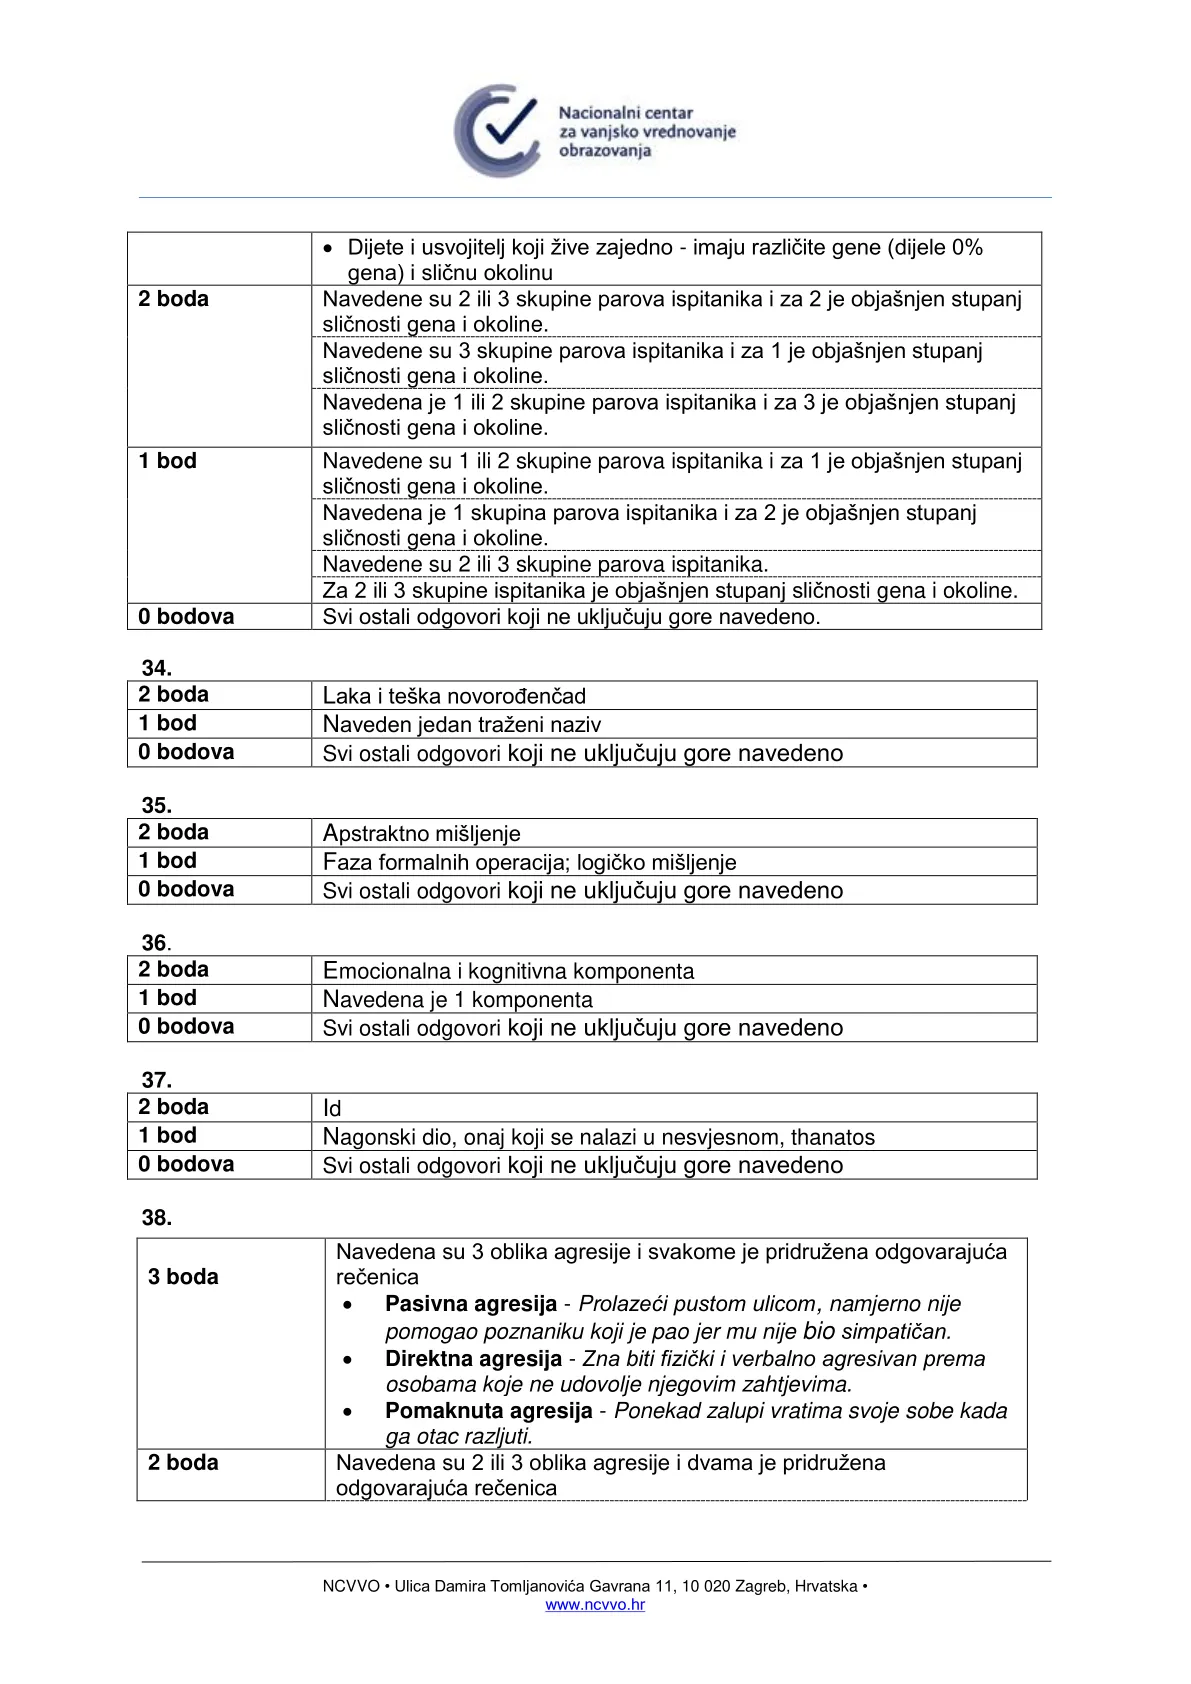 Nacionalni centar
za vanjsko vrednovanje
obrazovanja
• Dijete i usvojitelj koji žive zajedno - imaju različite gene (dijele 0%
gena) i sličnu okolinu
2 boda
Navedene su 2 ili 3 skupine parova ispitanika i za 2 je objašnjen stupanj
sličnosti gena i okoline.
Navedene su 3 skupine parova ispitanika i za 1 je objašnjen stupanj
sličnosti gena i okoline.
Navedena je 1 ili 2 skupine parova ispitanika i za 3 je objašnjen stupanj
sličnosti gena i okoline.
1 bod
Navedene su 1 ili 2 skupine parova ispitanika i za 1 je objašnjen stupanj
sličnosti gena i okoline.
Navedena je 1 skupina parova ispitanika i za 2 je objašnjen stupanj
sličnosti gena i okoline.
Navedene su 2 ili 3 skupine parova ispitanika.
Za 2 ili 3 skupine ispitanika je objašnjen stupanj sličnosti gena i okoline.
0 bodova
Svi ostali odgovori koji ne uključuju gore navedeno.
34.
2 boda
Laka i teška novorođenčad
1 bod
Naveden jedan traženi naziv
0 bodova
Svi ostali odgovori koji ne uključuju gore navedeno
35.
2 boda
Apstraktno mišljenje
1 bod
Faza formalnih operacija; logičko mišljenje
0 bodova
Svi ostali odgovori koji ne uključuju gore navedeno
36.
2 boda
Emocionalna i kognitivna komponenta
1 bod
Navedena je 1 komponenta
0 bodova
Svi ostali odgovori koji ne uključuju gore navedeno
37.
2 boda
Id
1 bod
Nagonski dio, onaj koji se nalazi u nesvjesnom, thanatos
0 bodova
Svi ostali odgovori koji ne uključuju gore navedeno
38.
3 boda
Navedena su 3 oblika agresije i svakome je pridružena odgovarajuća
rečenica
• Pasivna agresija - Prolazeći pustom ulicom, namjerno nije
pomogao poznaniku koji je pao jer mu nije bio simpatičan.
• Direktna agresija - Zna biti fizički i verbalno agresivan prema
osobama koje ne udovolje njegovim zahtjevima.
• Pomaknuta agresija - Ponekad zalupi vratima svoje sobe kada
ga otac razljuti.
2 boda
Navedena su 2 ili 3 oblika agresije i dvama je pridružena
odgovarajuća rečenica
NCVVO • Ulica Damira Tomljanovića Gavrana 11, 10 020 Zagreb, Hrvatska •
www.ncvvo.hr